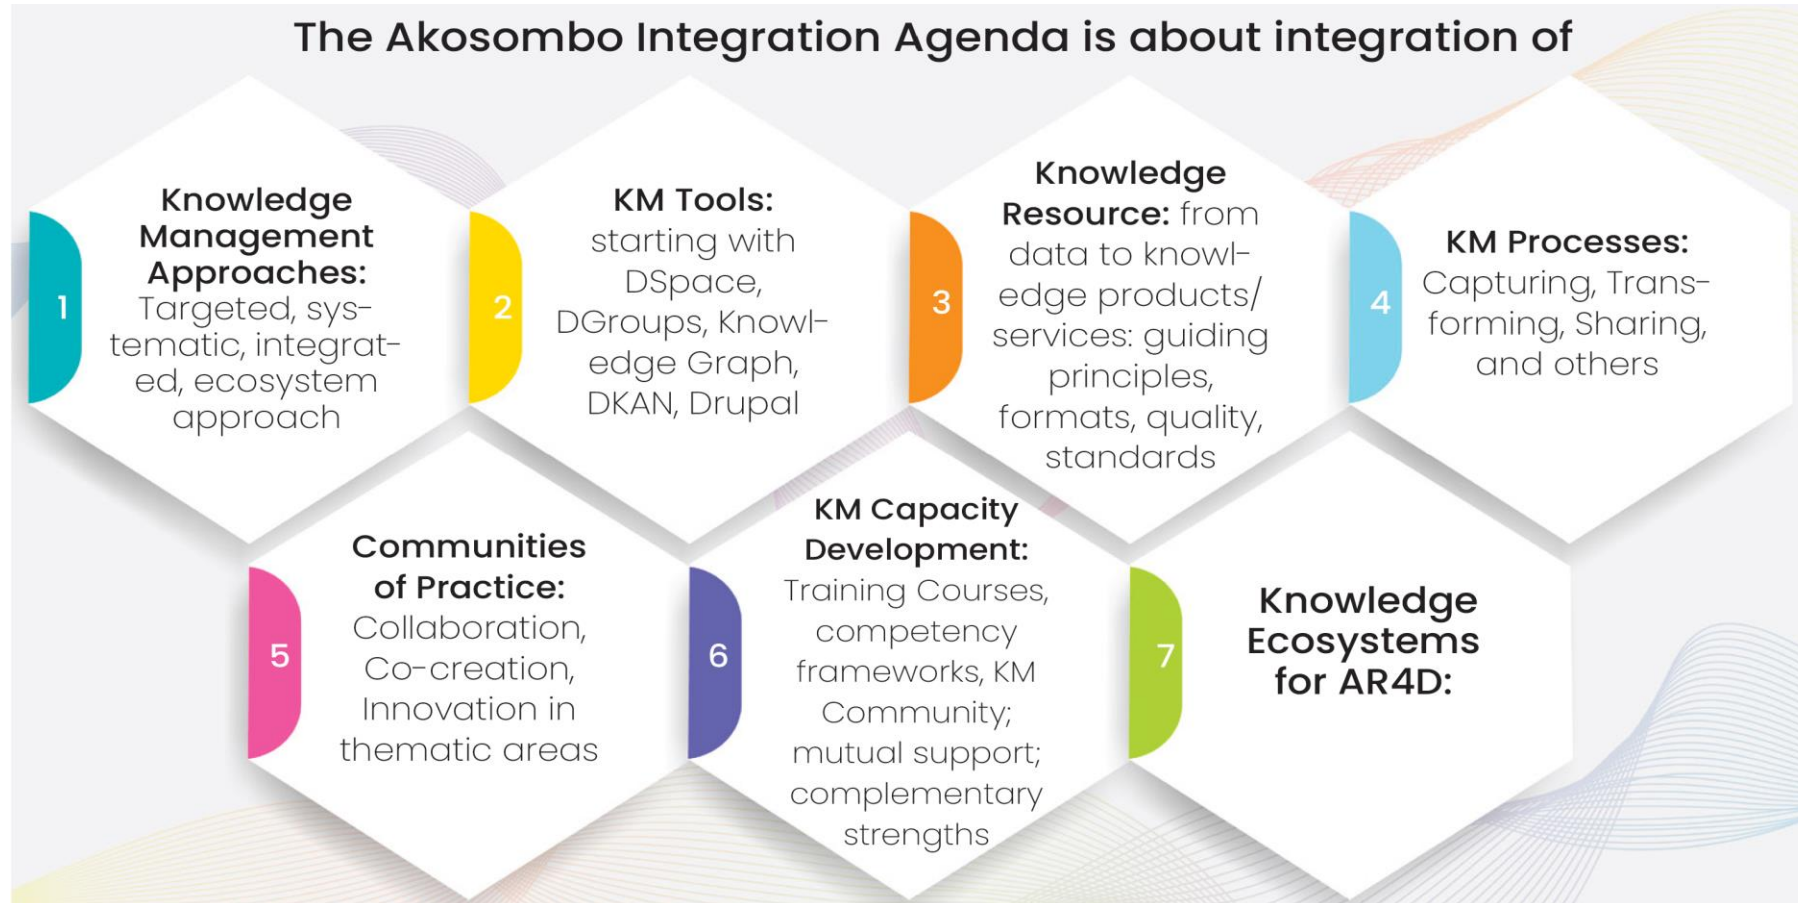 The Akosombo Integration Agenda is about integration of
1
Knowledge
Management
Approaches:
Targeted, sys-
tematic, integrat-
ed, ecosystem
approach
2
KM Tools:
starting with
DSpace,
DGroups, Knowl-
edge Graph,
DKAN, Drupal
3
Knowledge
Resource: from
data to knowl-
edge products/
services: guiding
principles,
formats, quality,
standards
4
KM Processes:
Capturing, Trans-
forming, Sharing,
and others
5
Communities
of Practice:
Collaboration,
Co-creation,
Innovation in
thematic areas
6
KM Capacity
Development:
Training Courses,
competency
frameworks, KM
Community;
mutual support;
complementary
strengths
7
Knowledge
Ecosystems
for AR4D: